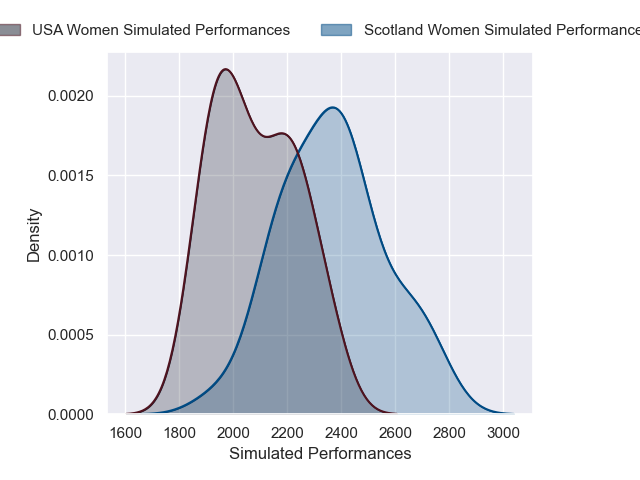 USA Women Simulated Performances Scotland Women Simulated Performance
0.0020
0.0015
0.0010
0.0005
0.0000
Density
1600 1800 2000 2200 2400 2600 2800 3000
Simulated Performances